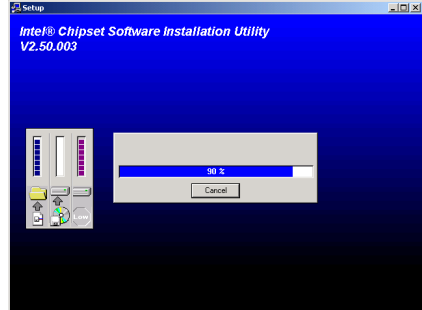 Setup
Intel® Chipset Software Installation Utility
V2.50.003
90 %
Cancel
Low